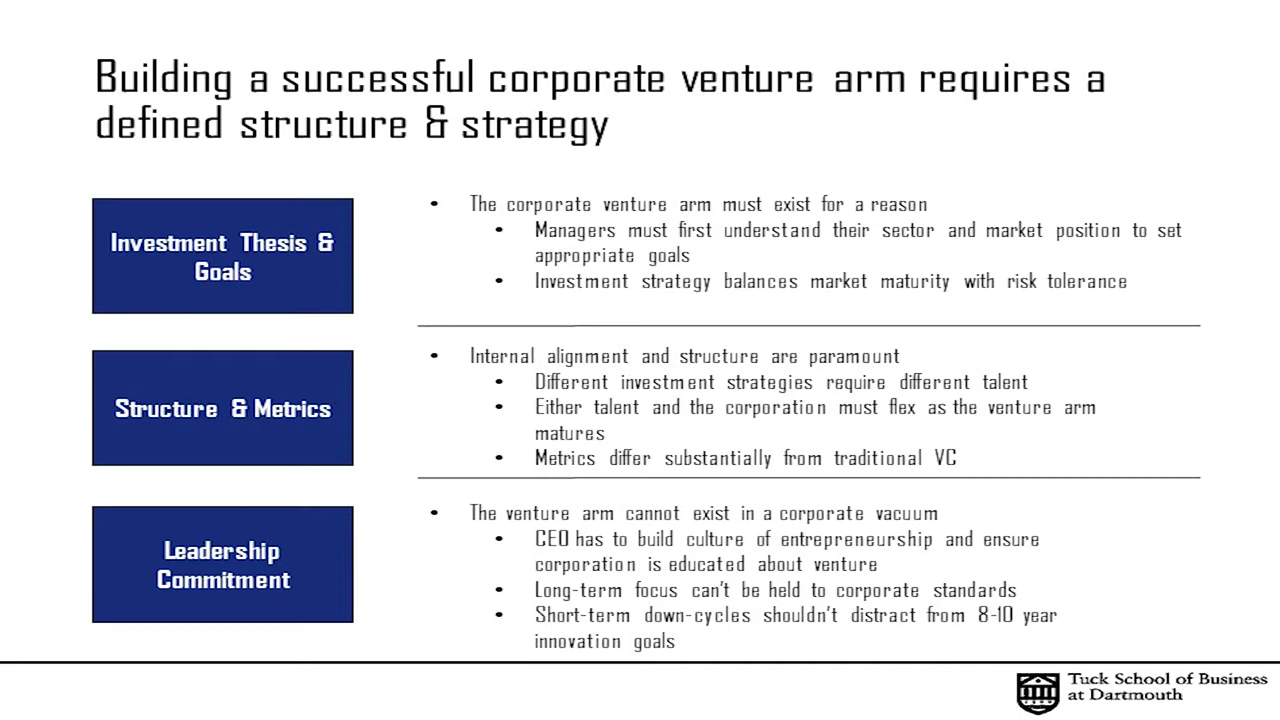 Building a successful corporate venture arm requires a
defined structure & strategy
Investment Thesis &
Goals
• The corporate venture arm must exist for a reason
• Managers must first understand their sector and market position to set
appropriate goals
• Investment strategy balances market maturity with risk tolerance
Structure & Metrics
• Internal alignment and structure are paramount
• Different investment strategies require different talent
• Either talent and the corporation must flex as the venture arm
matures
• Metrics differ substantially from traditional VC
Leadership
Commitment
• The venture arm cannot exist in a corporate vacuum
• CEO has to build culture of entrepreneurship and ensure
corporation is educated about venture
• Long-term focus can't be held to corporate standards
• Short-term down-cycles shouldn't distract from 8-10 year
innovation goals
Tuck School of Business
at Dartmouth